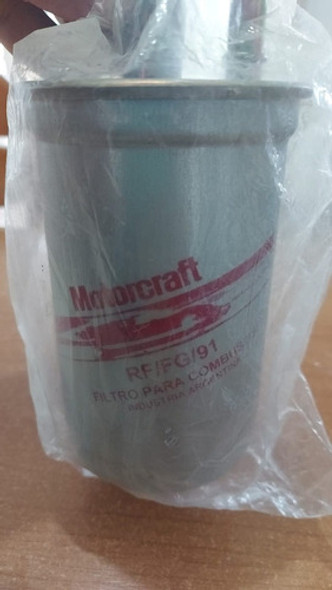 Motorcraft
RF/FG/91
FILTRO PARA COMBUS
INDUSTRIA ARGENTINA